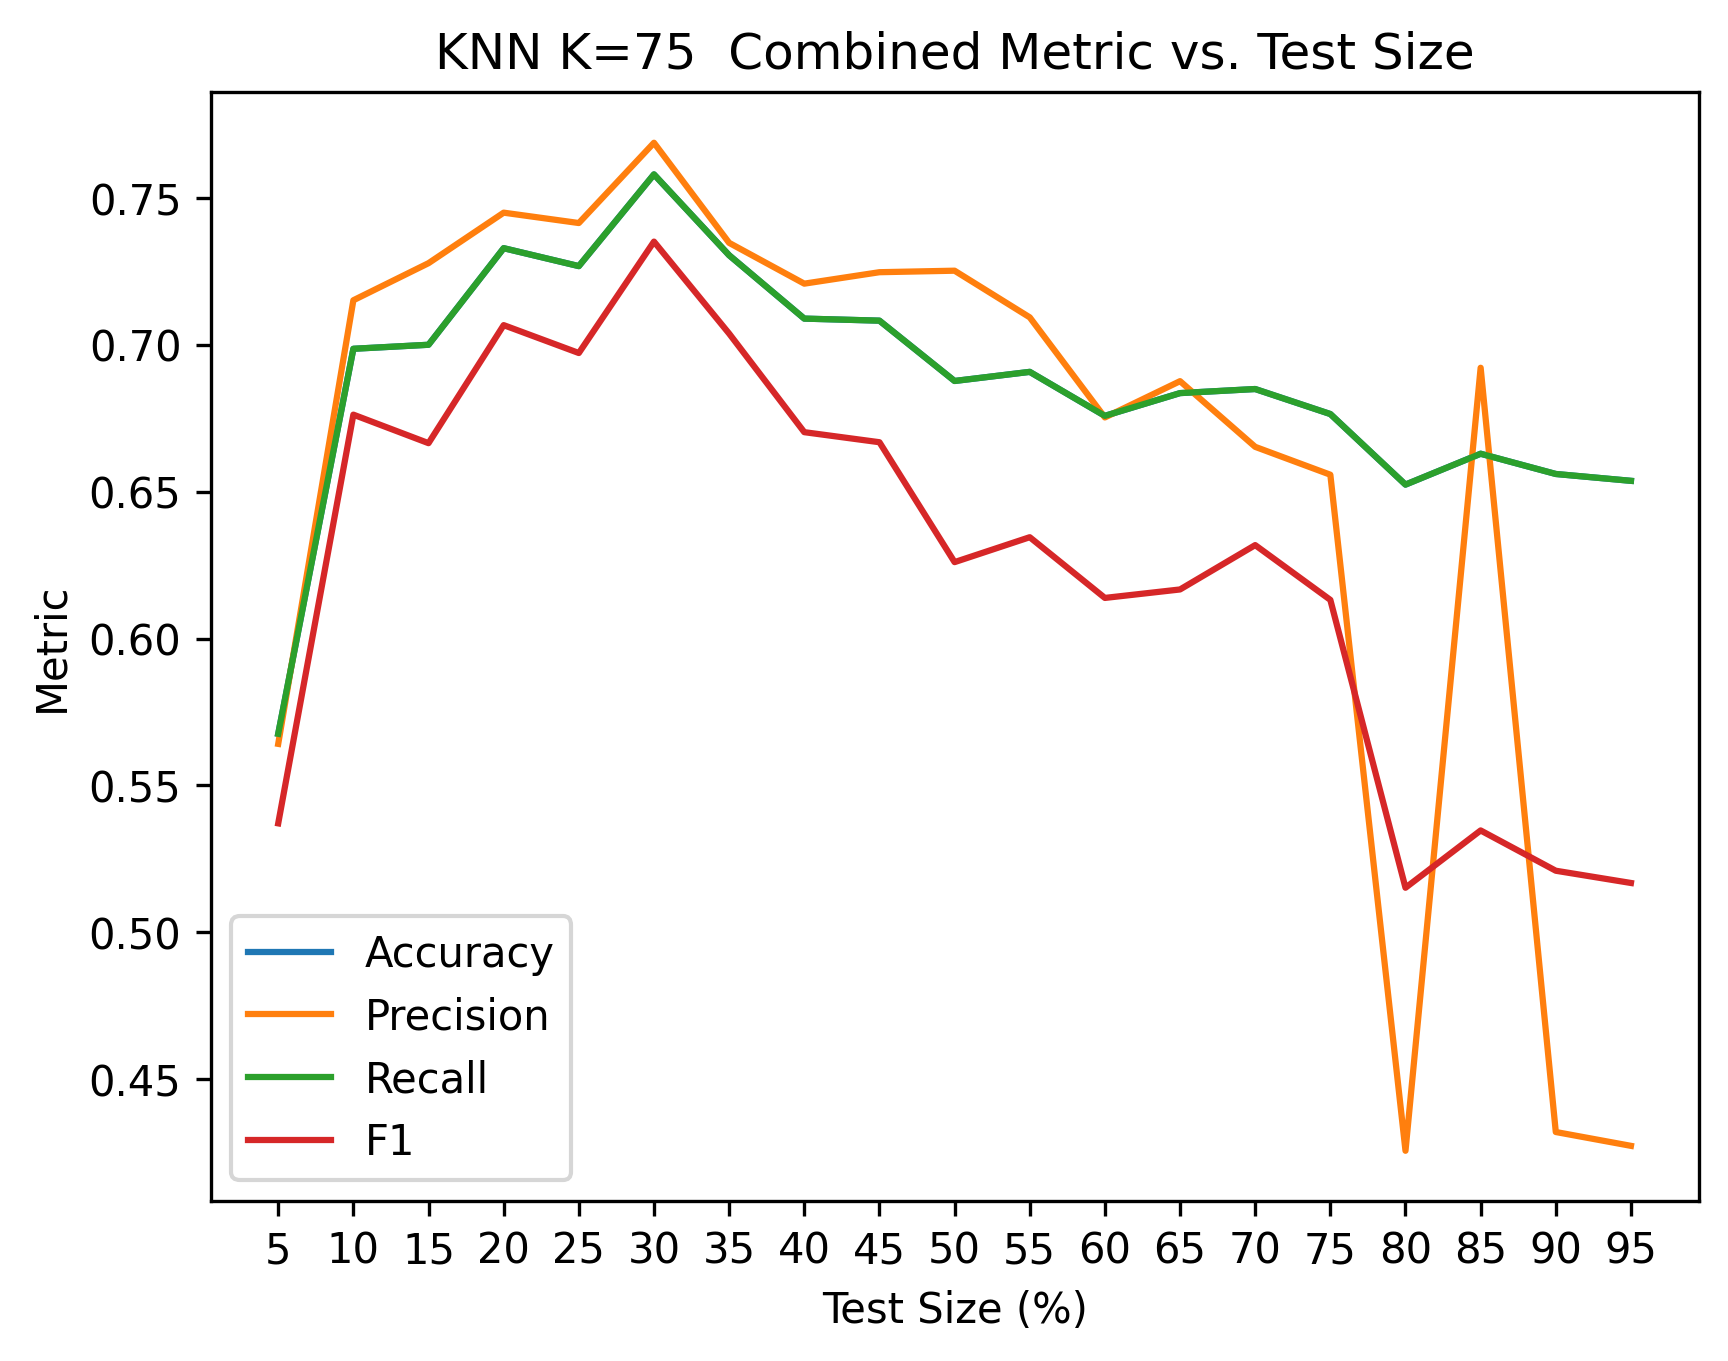 KNN K=75  Combined Metric vs. Test Size
Metric
0.75
0.70
0.65
0.60
0.55
0.50
0.45
Accuracy
Precision
Recall
F1
5 10 15 20 25 30 35 40 45 50 55 60 65 70 75 80 85 90 95
Test Size (%)